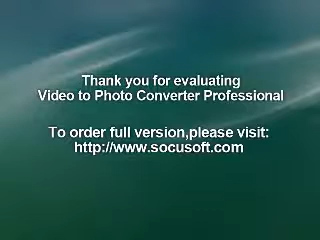 Thank you for evaluating
Video to Photo Converter Professional
To order full version,please visit:
http://www.socusoft.com